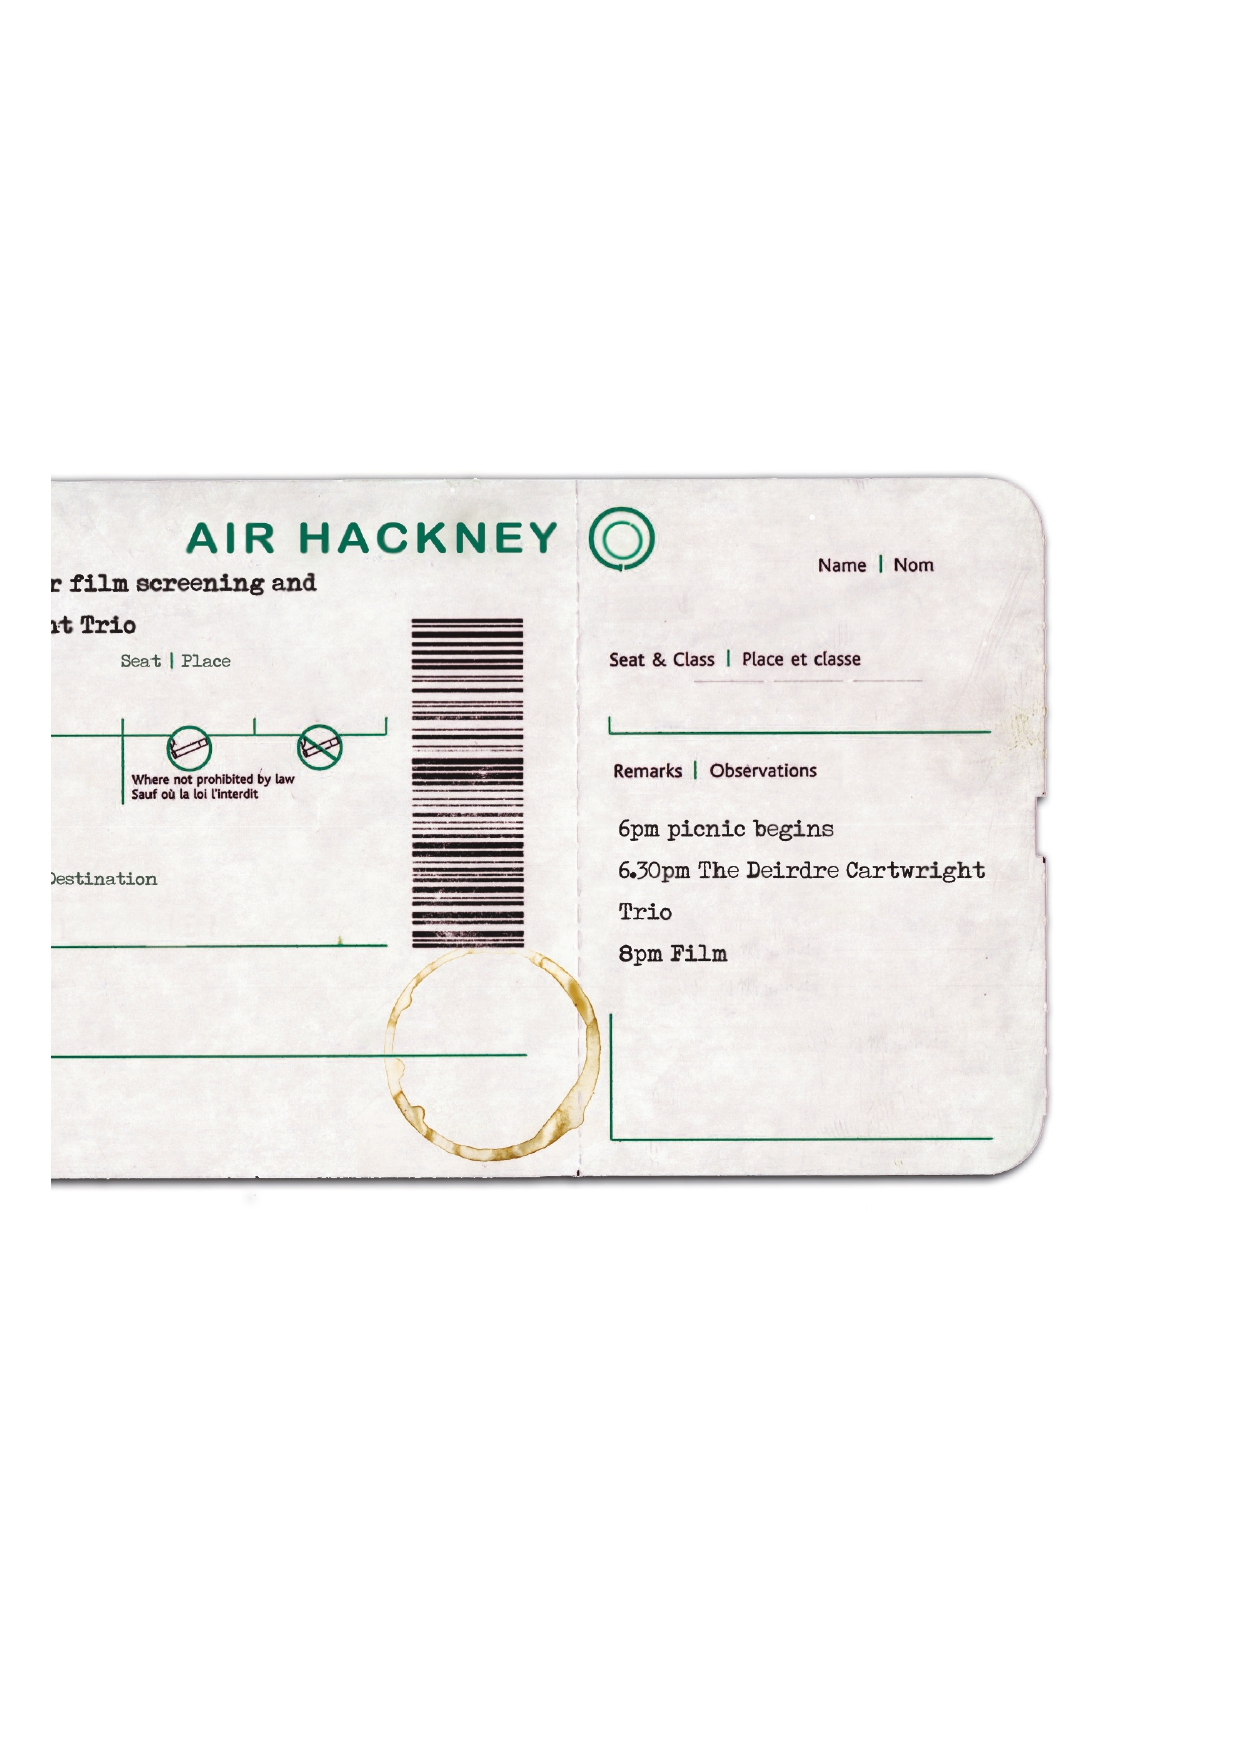 AIR HACKNEY
film screening and
Trio
Seat | Place
Where not prohibited by law
Sauf où la loi l'interdit
Destination
Name | Nom
Seat & Class | Place et classe
Remarks | Observations
6pm picnic begins
6.30pm The Deirdre Cartwright
Trio
8pm Film